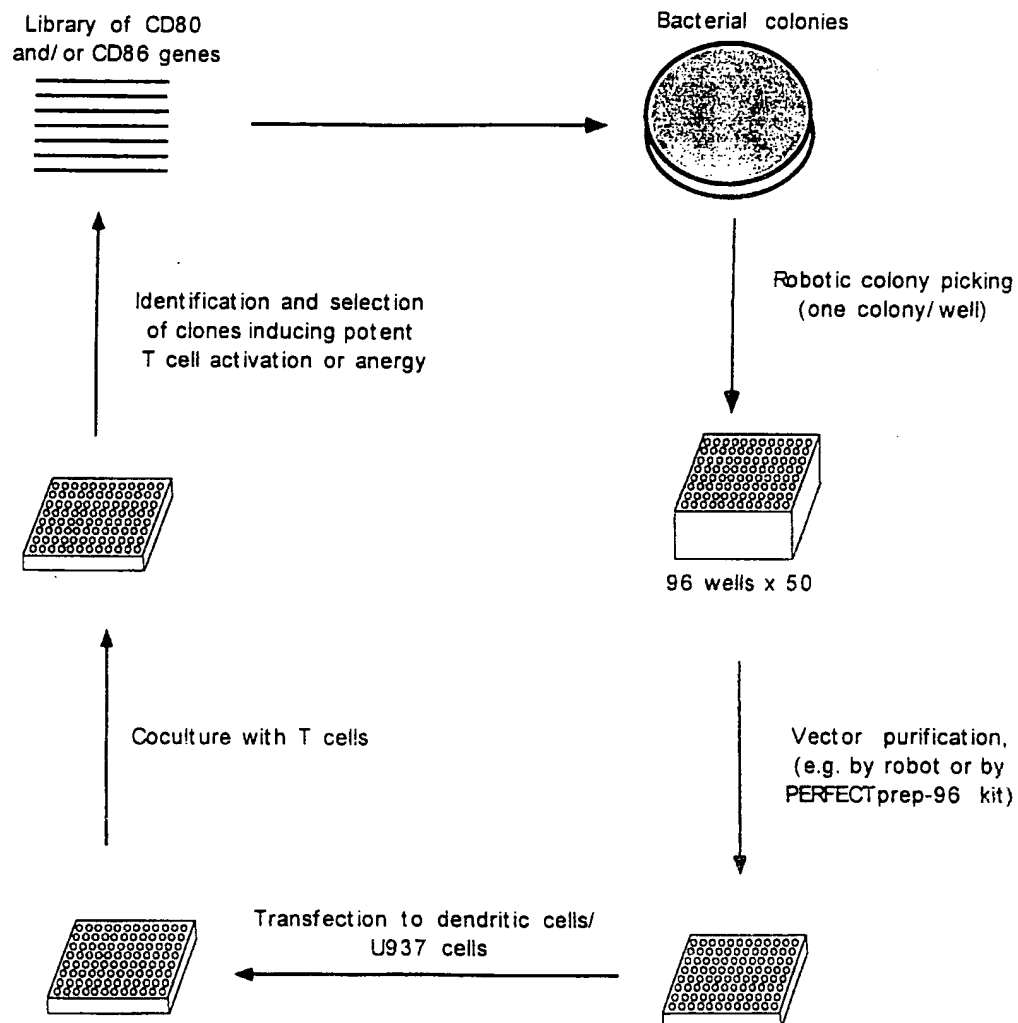 Library of CD80
and/or CD86 genes
Bacterial colonies
Robotic colony picking
(one colony/well)
Identification and selection
of clones inducing potent
T cell activation or anergy
96 wells x 50
Coculture with T cells
Vector purification,
(e.g. by robot or by
PERFECTprep-96 kit)
Transfection to dendritic cells/
U937 cells